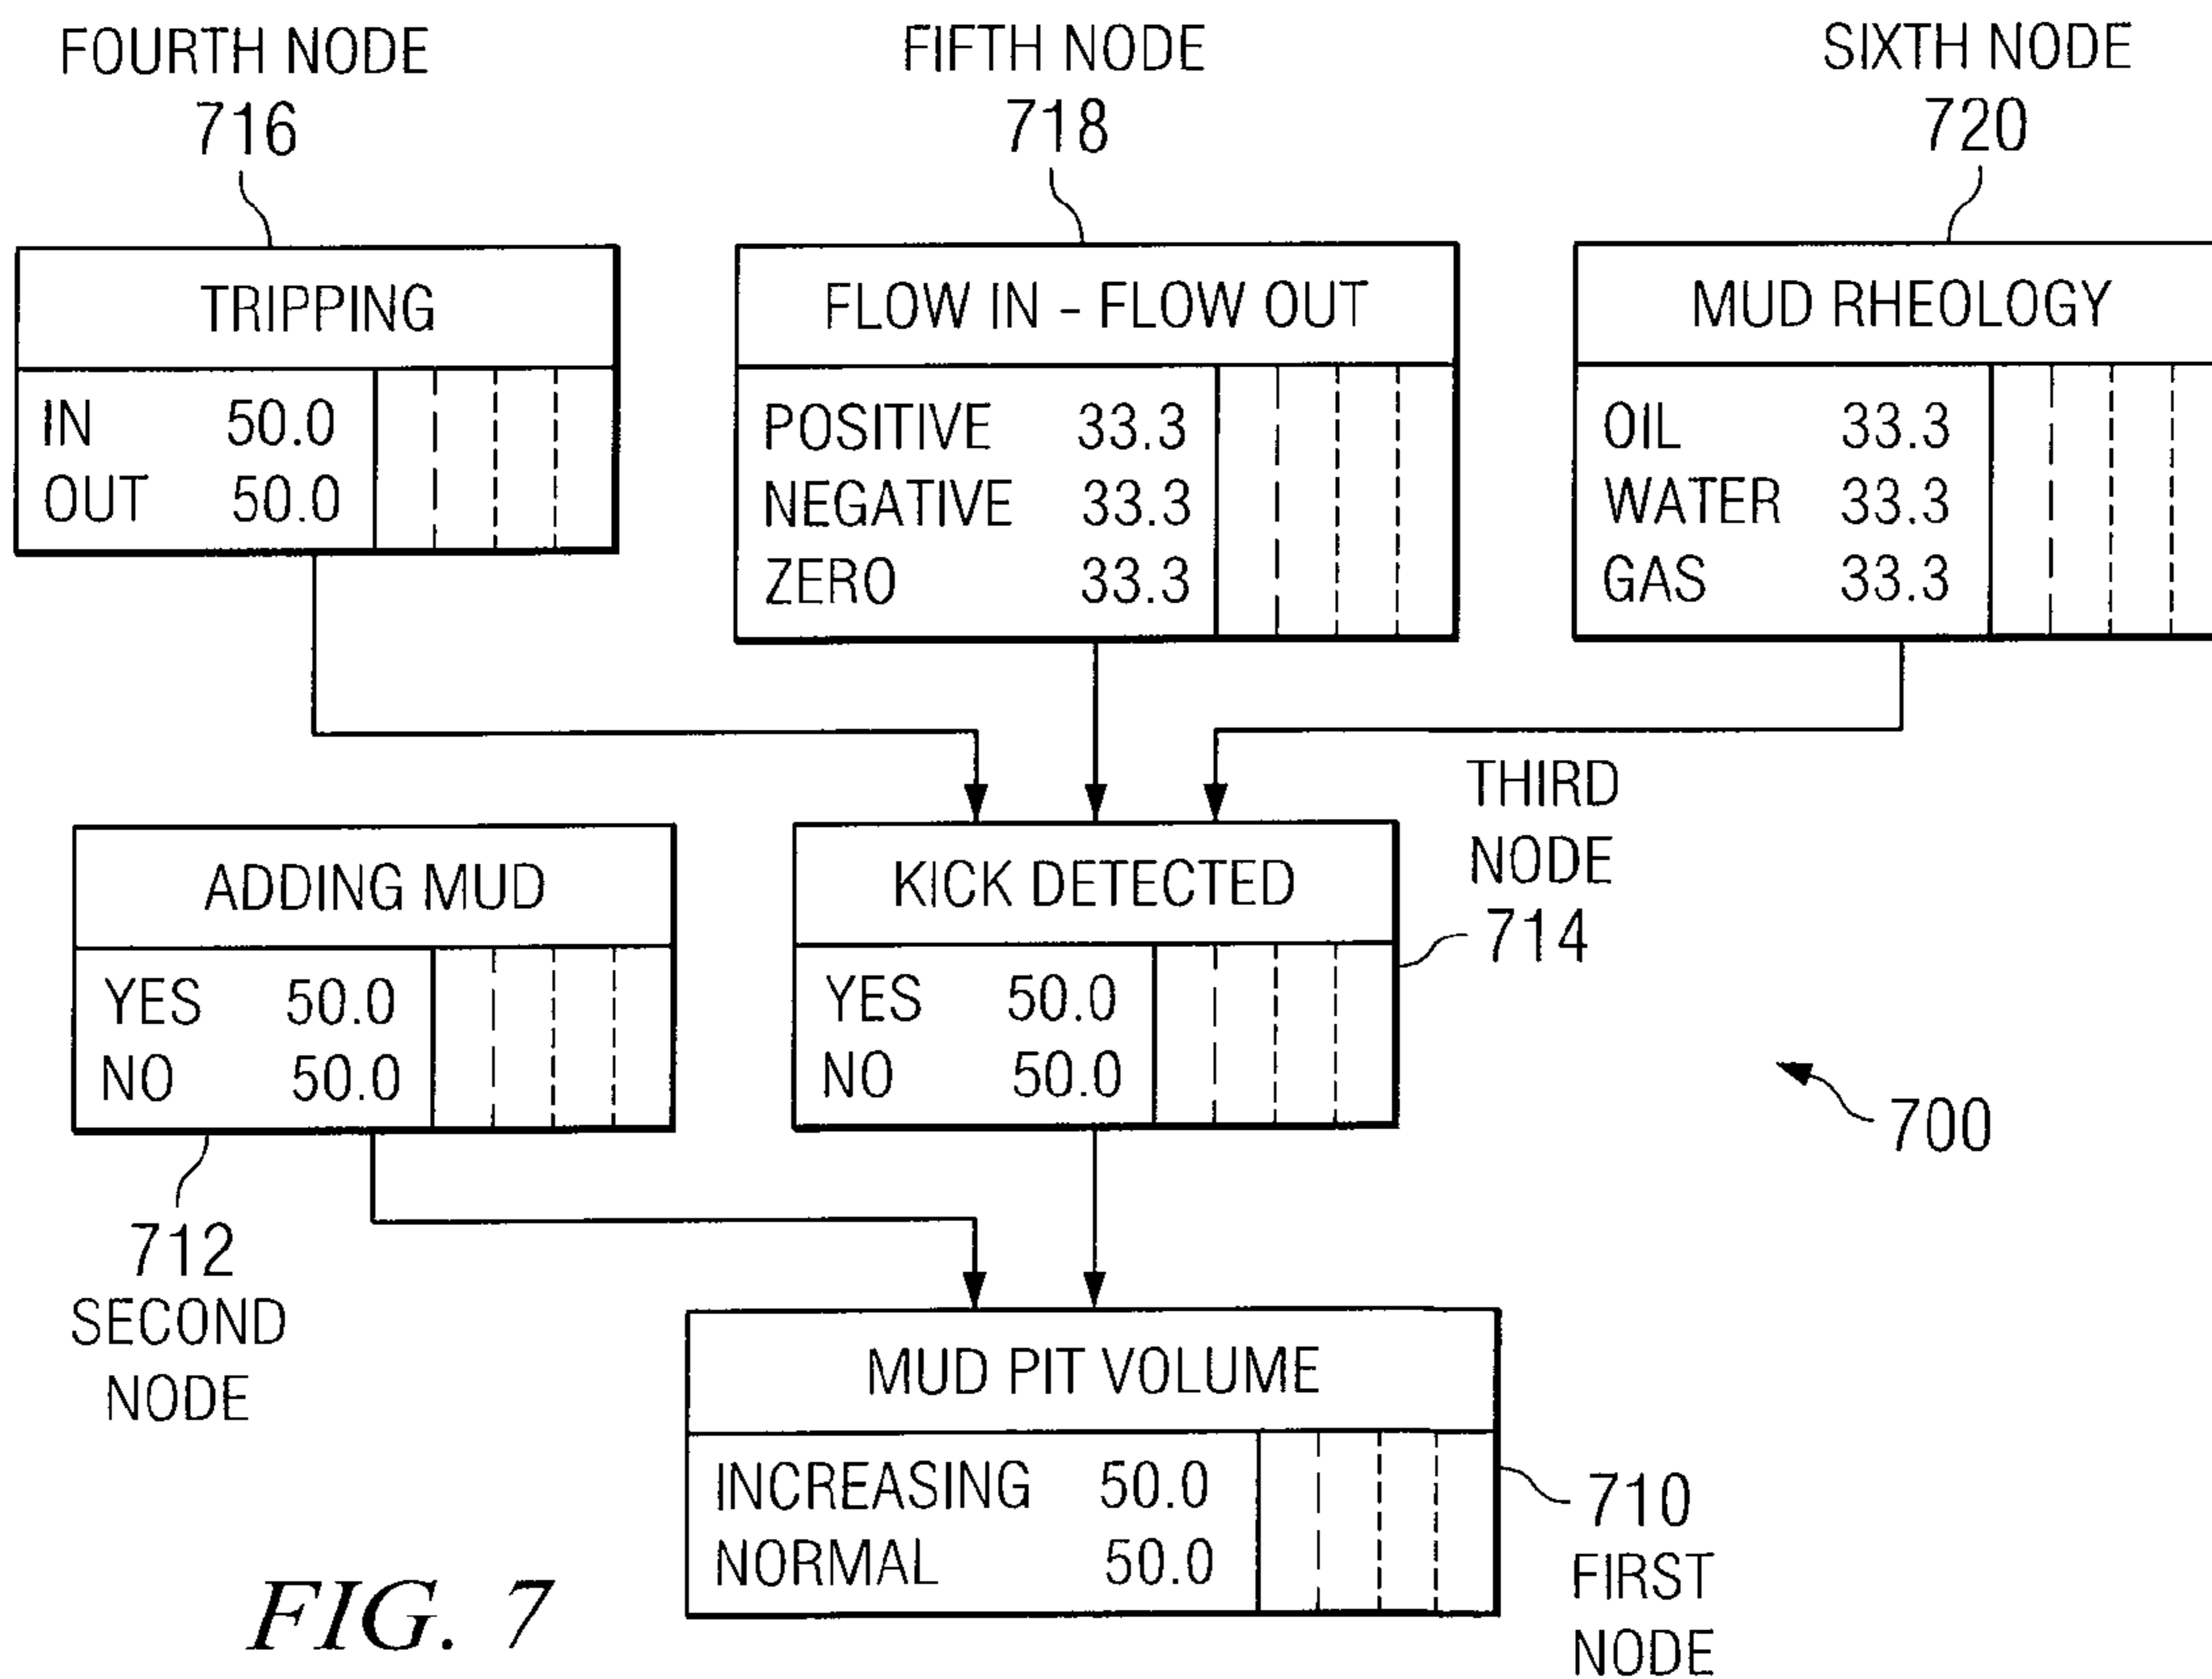 FOURTH NODE
716
FIFTH NODE
718
SIXTH NODE
720
TRIPPING
IN 50.0
OUT 50.0
FLOW IN - FLOW OUT
POSITIVE 33.3
NEGATIVE 33.3
ZERO 33.3
MUD RHEOLOGY
OIL 33.3
WATER 33.3
GAS 33.3
ADDING MUD
YES 50.0
NO 50.0
712
SECOND
NODE
KICK DETECTED
YES 50.0
NO 50.0
THIRD
NODE
714
700
MUD PIT VOLUME
INCREASING 50.0
NORMAL 50.0
710
FIRST
NODE
FIG. 7